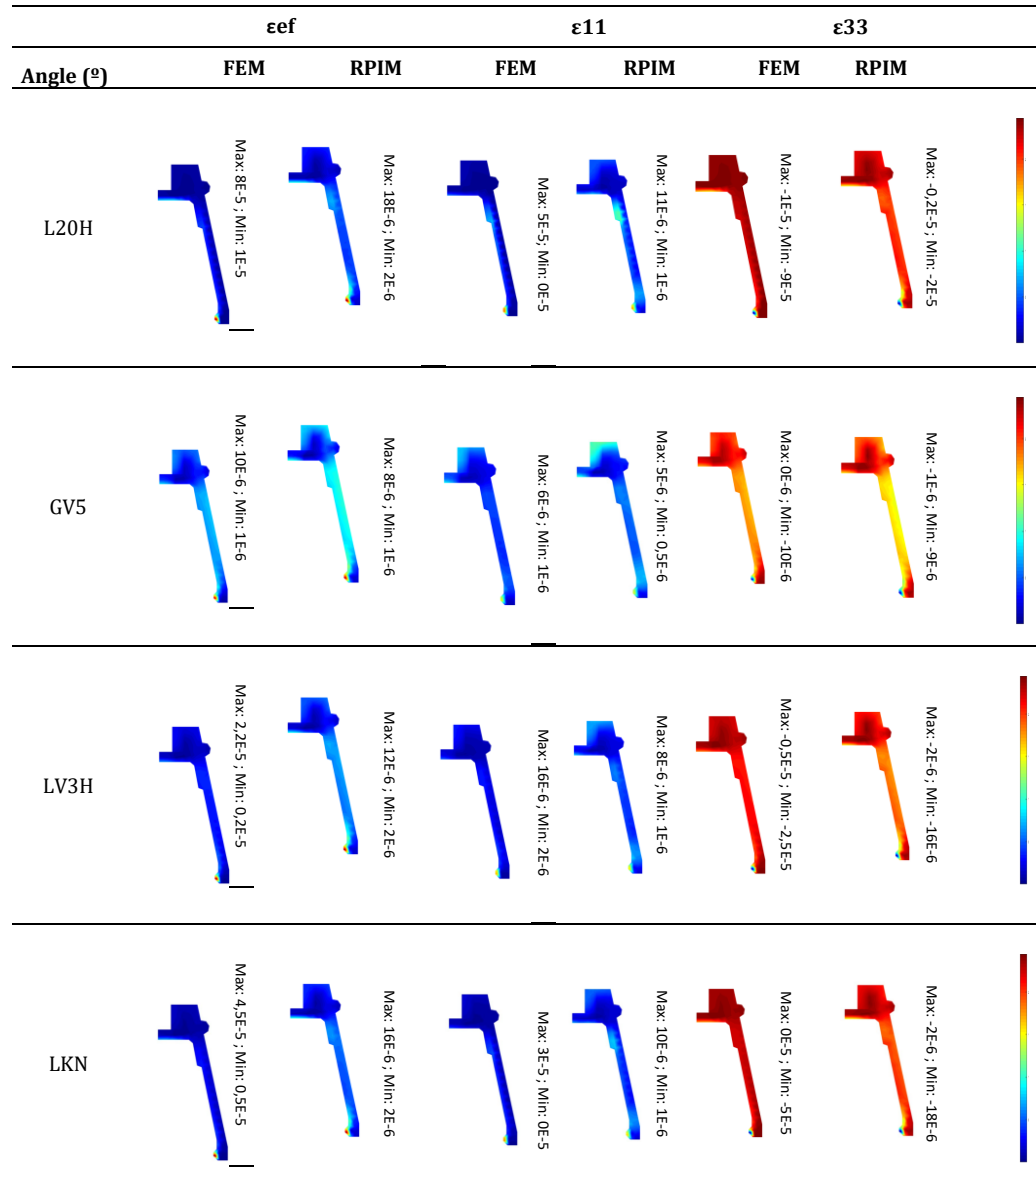 εef ε11 ε33
Angle (º) FEM RPIM FEM RPIM FEM RPIM
L20H
Max: 8E-5 ; Min: 1E-5
Max: 18E-6 ; Min: 2E-6
Max: 5E-5; Min: 0E-5
Max: 11E-6 ; Min: 1E-6
Max: -1E-5 ; Min: -9E-5
Max: -0,2E-5 ; Min: -2E-5
GV5
Max: 10E-6 ; Min: 1E-6
Max: 8E-6 ; Min: 1E-6
Max: 6E-6 ; Min: 1E-6
Max: 5E-6 ; Min: 0,5E-6
Max: 0E-6 ; Min: -10E-6
Max: -1E-6 ; Min: -9E-6
LV3H
Max: 2,2E-5 ; Min: 0,2E-5
Max: 12E-6 ; Min: 2E-6
Max: 16E-6 ; Min: 2E-6
Max: 8E-6 ; Min: 1E-6
Max: -0,5E-5 ; Min: -2,5E-5
Max: -2E-6 ; Min: -16E-6
LKN
Max: 4,5E-5 ; Min: 0,5E-5
Max: 16E-6 ; Min: 2E-6
Max: 3E-5 ; Min: 0E-5
Max: 10E-6 ; Min: 1E-6
Max: 0E-5 ; Min: -5E-5
Max: -2E-6 ; Min: -18E-6